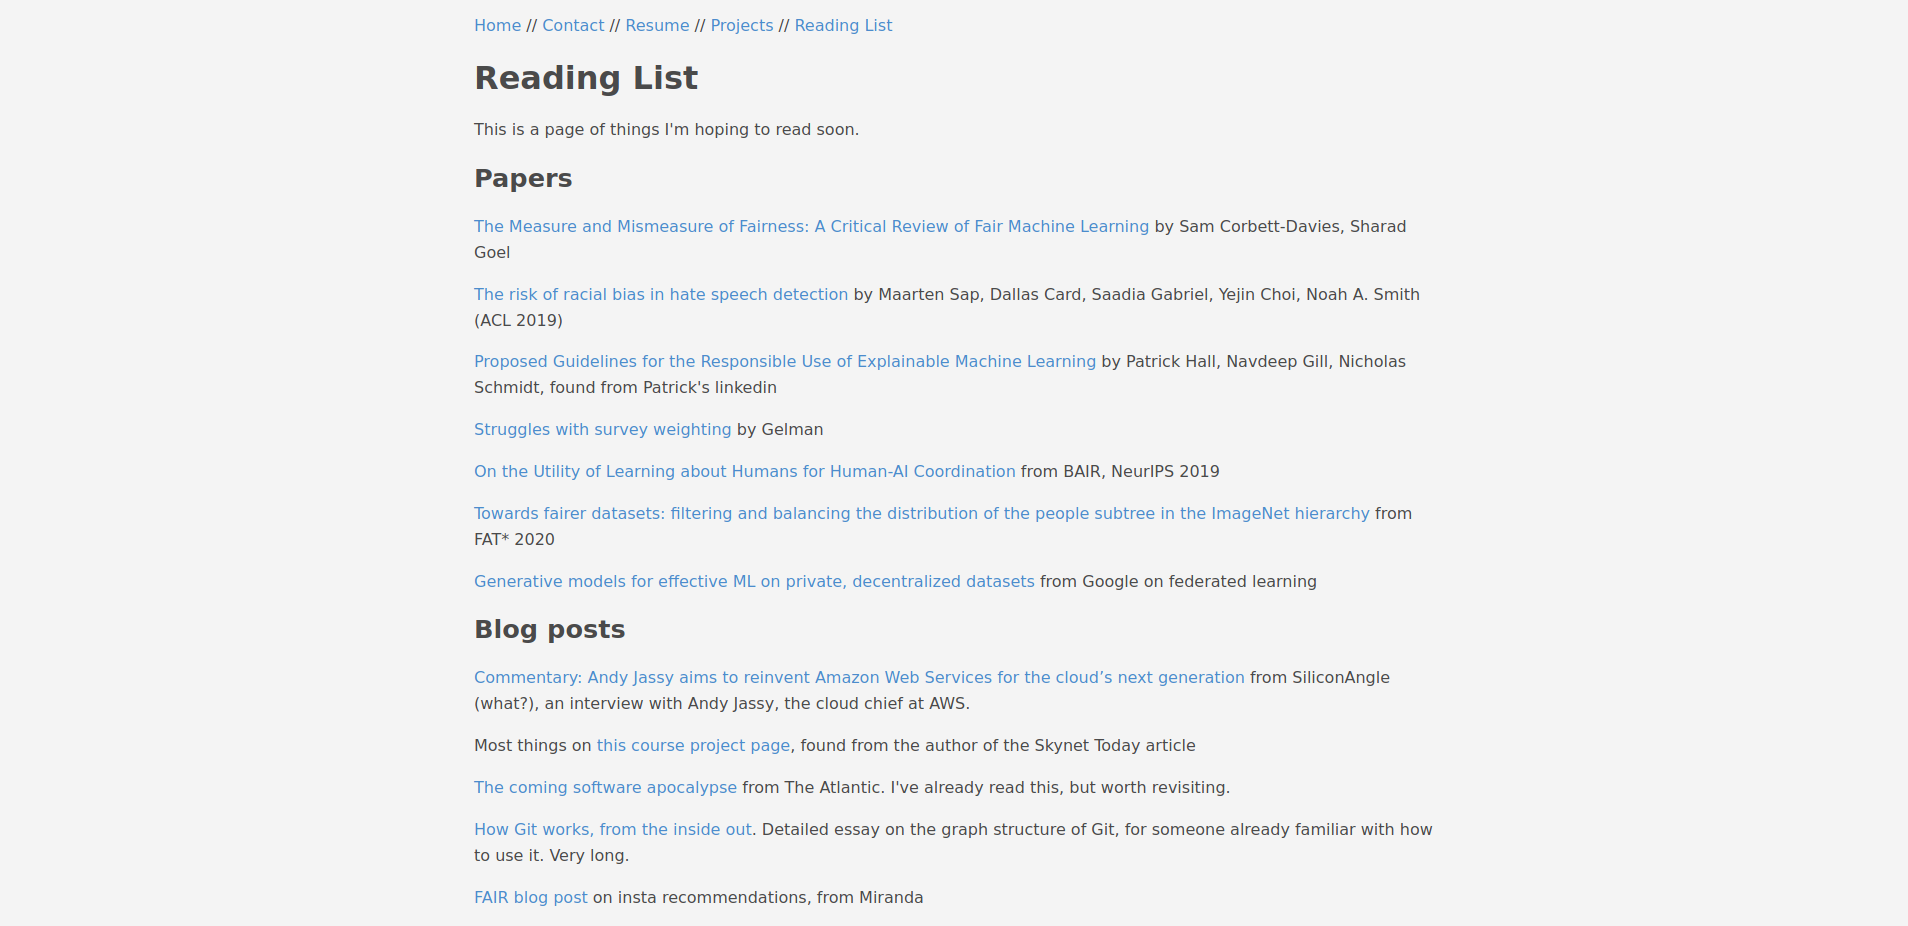 Home // Contact // Resume // Projects // Reading List
Reading List
This is a page of things I'm hoping to read soon.
Papers
The Measure and Mismeasure of Fairness: A Critical Review of Fair Machine Learning by Sam Corbett-Davies, Sharad
Goel
The risk of racial bias in hate speech detection by Maarten Sap, Dallas Card, Saadia Gabriel, Yejin Choi, Noah A. Smith
(ACL 2019)
Proposed Guidelines for the Responsible Use of Explainable Machine Learning by Patrick Hall, Navdeep Gill, Nicholas
Schmidt, found from Patrick's linkedin
Struggles with survey weighting by Gelman
On the Utility of Learning about Humans for Human-AI Coordination from BAIR, NeurIPS 2019
Towards fairer datasets: filtering and balancing the distribution of the people subtree in the ImageNet hierarchy from
FAT* 2020
Generative models for effective ML on private, decentralized datasets from Google on federated learning
Blog posts
Commentary: Andy Jassy aims to reinvent Amazon Web Services for the cloud’s next generation from SiliconAngle
(what?), an interview with Andy Jassy, the cloud chief at AWS.
Most things on this course project page, found from the author of the Skynet Today article
The coming software apocalypse from The Atlantic. I've already read this, but worth revisiting.
How Git works, from the inside out. Detailed essay on the graph structure of Git, for someone already familiar with how
to use it. Very long.
FAIR blog post on insta recommendations, from Miranda